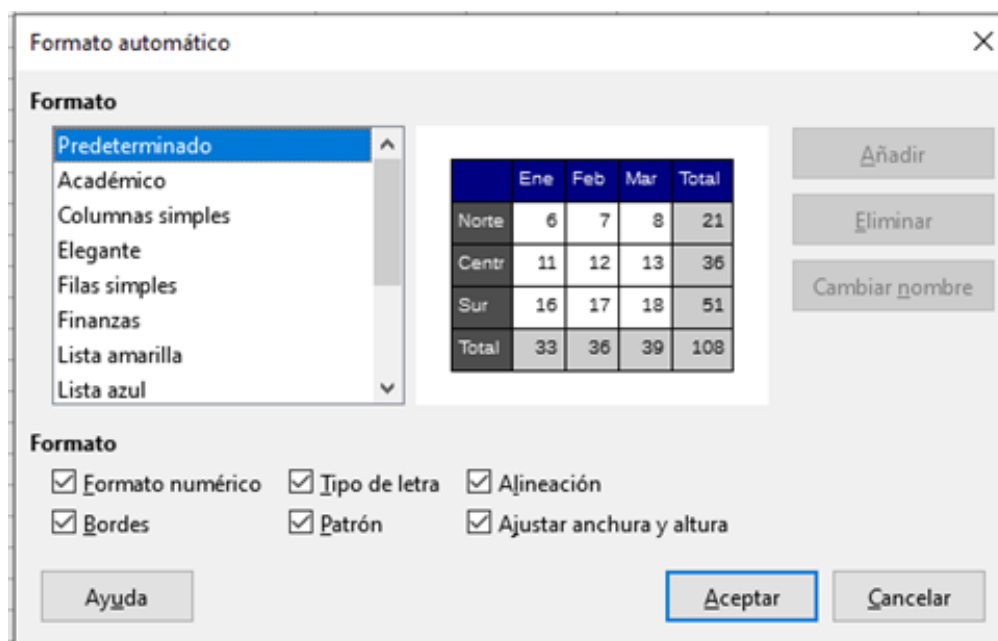 Formato automático
Formato
Predeterminado
Académico
Columnas simples
Elegante
Filas simples
Finanzas
Lista amarilla
Lista azul
Ene Feb Mar Total
Norte 6 7 8 21
Centr 11 12 13 36
Sur 16 17 18 51
Total 33 36 39 108
Añadir
Eliminar
Cambiar nombre
Formato
Formato numérico Tipo de letra Alineación
Bordes Patrón Ajustar anchura y altura
Ayuda Aceptar Cancelar